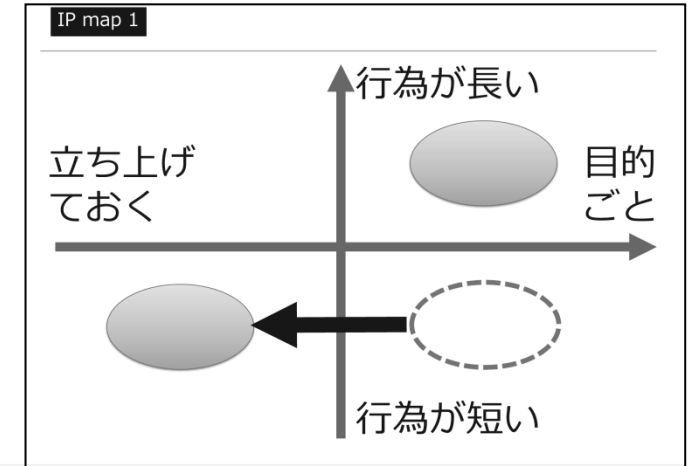 IP map 1
行為が長い
立ち上げ
ておく
目的
ごと
行為が短い